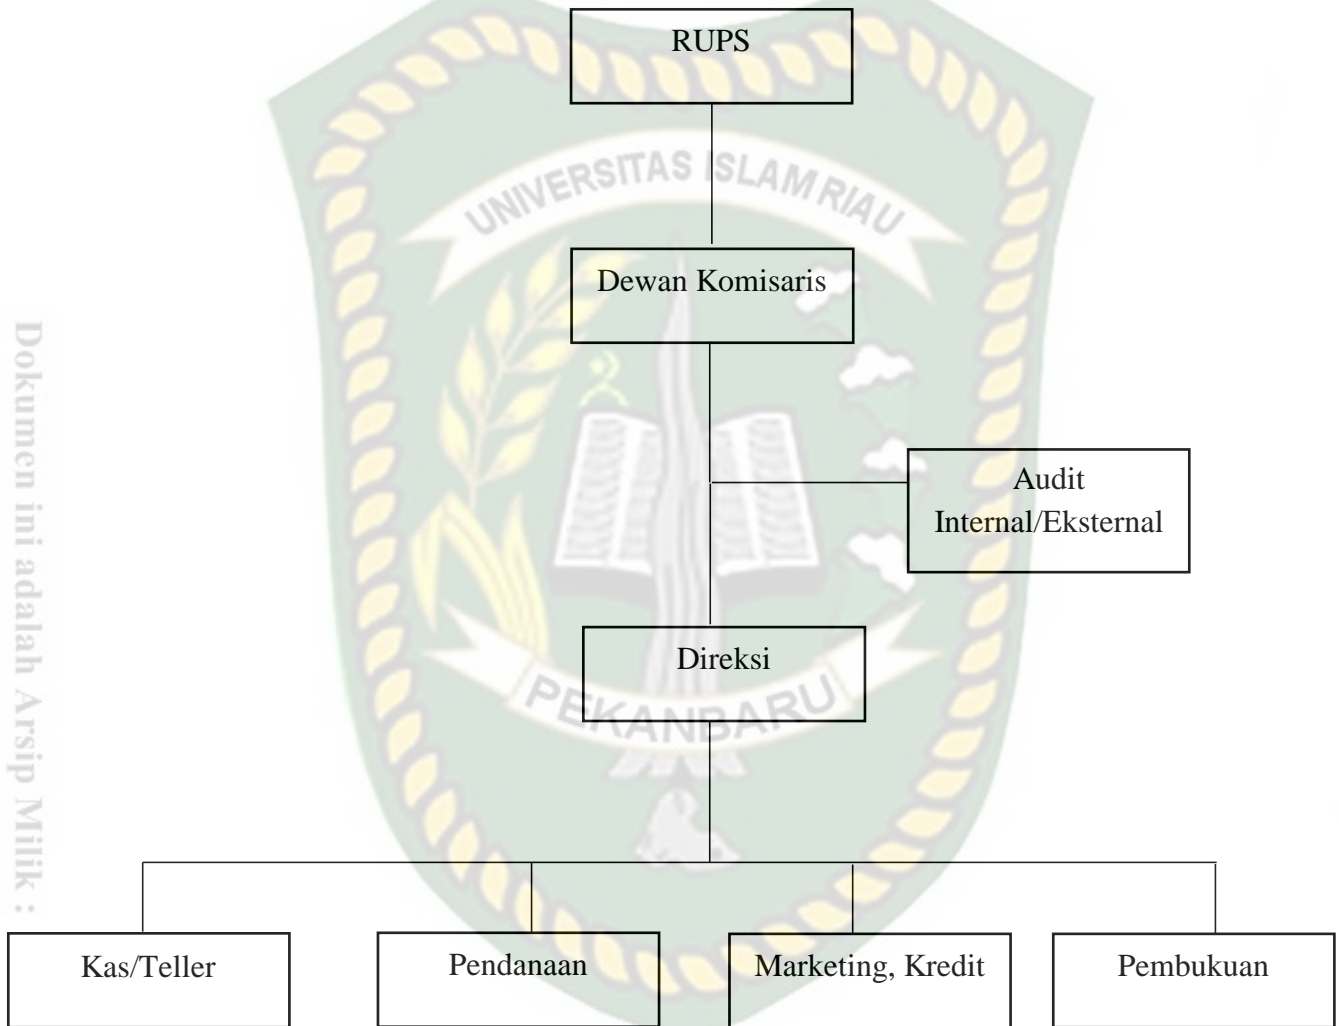 RUPS
UNIVERSITAS ISLAM RIAU
Dewan Komisaris
Audit
Internal/Eksternal
Direksi
PEKANBARU
Kas/Teller
Pendanaan
Marketing, Kredit
Pembukuan
Dokumen ini adalah Arsip Milik :